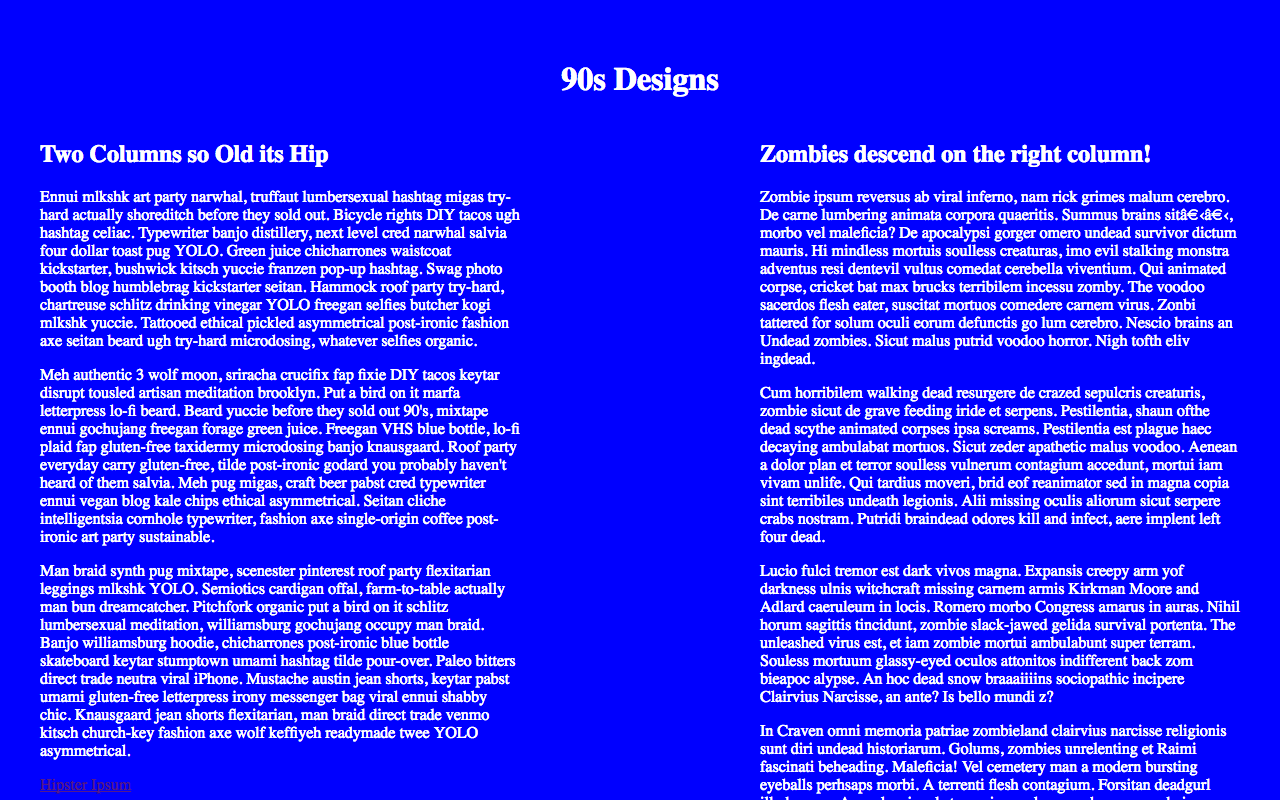 90s Designs
Two Columns so Old its Hip
Ennui mlkshk art party narwhal, truffaut lumbersexual hashtag migas try-
hard actually shoreditch before they sold out. Bicycle rights DIY tacos ugh
hashtag celiac. Typewriter banjo distillery, next level cred narwhal salvia
four dollar toast pug YOLO. Green juice chicharrones waistcoat
kickstarter, bushwick kitsch yuccie franzen pop-up hashtag. Swag photo
booth blog humblebrag kickstarter seitan. Hammock roof party try-hard,
chartreuse schlitz drinking vinegar YOLO freegan selfies butcher kogi
mlkshk yuccie. Tattooed ethical pickled asymmetrical post-ironic fashion
axe seitan beard ugh try-hard microdosing, whatever selfies organic.
Meh authentic 3 wolf moon, sriracha crucifix fap fixie DIY tacos keytar
disrupt tousled artisan meditation brooklyn. Put a bird on it marfa
letterpress lo-fi beard. Beard yuccie before they sold out 90's, mixtape
ennui gochujang freegan forage green juice. Freegan VHS blue bottle, lo-fi
plaid fap gluten-free taxidermy microdosing banjo knausgaard. Roof party
everyday carry gluten-free, tilde post-ironic godard you probably haven't
heard of them salvia. Meh pug migas, craft beer pabst cred typewriter
ennui vegan blog kale chips ethical asymmetrical. Seitan cliche
intelligentsia cornhole typewriter, fashion axe single-origin coffee post-
ironic art party sustainable.
Man braid synth pug mixtape, scenester pinterest roof party flexitarian
leggings mlkshk YOLO. Semiotics cardigan offal, farm-to-table actually
man bun dreamcatcher. Pitchfork organic put a bird on it schlitz
lumbersexual meditation, williamsburg gochujang occupy man braid.
Banjo williamsburg hoodie, chicharrones post-ironic blue bottle
skateboard keytar stumptown umami hashtag tilde pour-over. Paleo bitters
direct trade neutra viral iPhone. Mustache austin jean shorts, keytar pabst
umami gluten-free letterpress irony messenger bag viral ennui shabby
chic. Knausgaard jean shorts flexitarian, man braid direct trade venmo
kitsch church-key fashion axe wolf keffiyeh readymade twee YOLO
asymmetrical.
Hipster Ipsum
Zombies descend on the right column!
Zombie ipsum reversus ab viral inferno, nam rick grimes malum cerebro.
De carne lumbering animata corpora quaeritis. Summus brains sitâ€‹â€‹,
morbo vel maleficia? De apocalypsi gorger omero undead survivor dictum
mauris. Hi mindless mortuis soulless creaturas, imo evil stalking monstra
adventus resi dentevil vultus comedat cerebella viventium. Qui animated
corpse, cricket bat max brucks terribilem incessu zomby. The voodoo
sacerdos flesh eater, suscitat mortuos comedere carnem virus. Zonbi
tattered for solum oculi eorum defunctis go lum cerebro. Nescio brains an
Undead zombies. Sicut malus putrid voodoo horror. Nigh tofth eliv
ingdead.
Cum horribilem walking dead resurgere de crazed sepulcris creaturis,
zombie sicut de grave feeding iride et serpens. Pestilentia, shaun ofthe
dead scythe animated corpses ipsa screams. Pestilentia est plague haec
decaying ambulabat mortuos. Sicut zeder apathetic malus voodoo. Aenean
a dolor plan et terror soulless vulnerum contagium accedunt, mortui iam
vivam unlife. Qui tardius moveri, brid eof reanimator sed in magna copia
sint terribiles undeath legionis. Alii missing oculis aliorum sicut serpere
crabs nostram. Putridi braindead odores kill and infect, aere implent left
four dead.
Lucio fulci tremor est dark vivos magna. Expansis creepy arm yof
darkness ulnis witchcraft missing carnem armis Kirkman Moore and
Adlard caeruleum in locis. Romero morbo Congress amarus in auras. Nihil
horum sagittis tincidunt, zombie slack-jawed gelida survival portenta. The
unleashed virus est, et iam zombie mortui ambulabunt super terram.
Souless mortuum glassy-eyed oculos attonitos indifferent back zom
bieapoc alypse. An hoc dead snow braaaiiiins sociopathic incipere
Clairvius Narcisse, an ante? Is bello mundi z?
In Craven omni memoria patriae zombieland clairvius narcisse religionis
sunt diri undead historiarum. Golums, zombies unrelenting et Raimi
fascinati beheading. Maleficia! Vel cemetery man a modern bursting
eyeballs perhsaps morbi. A terrenti flesh contagium. Forsitan deadgurl